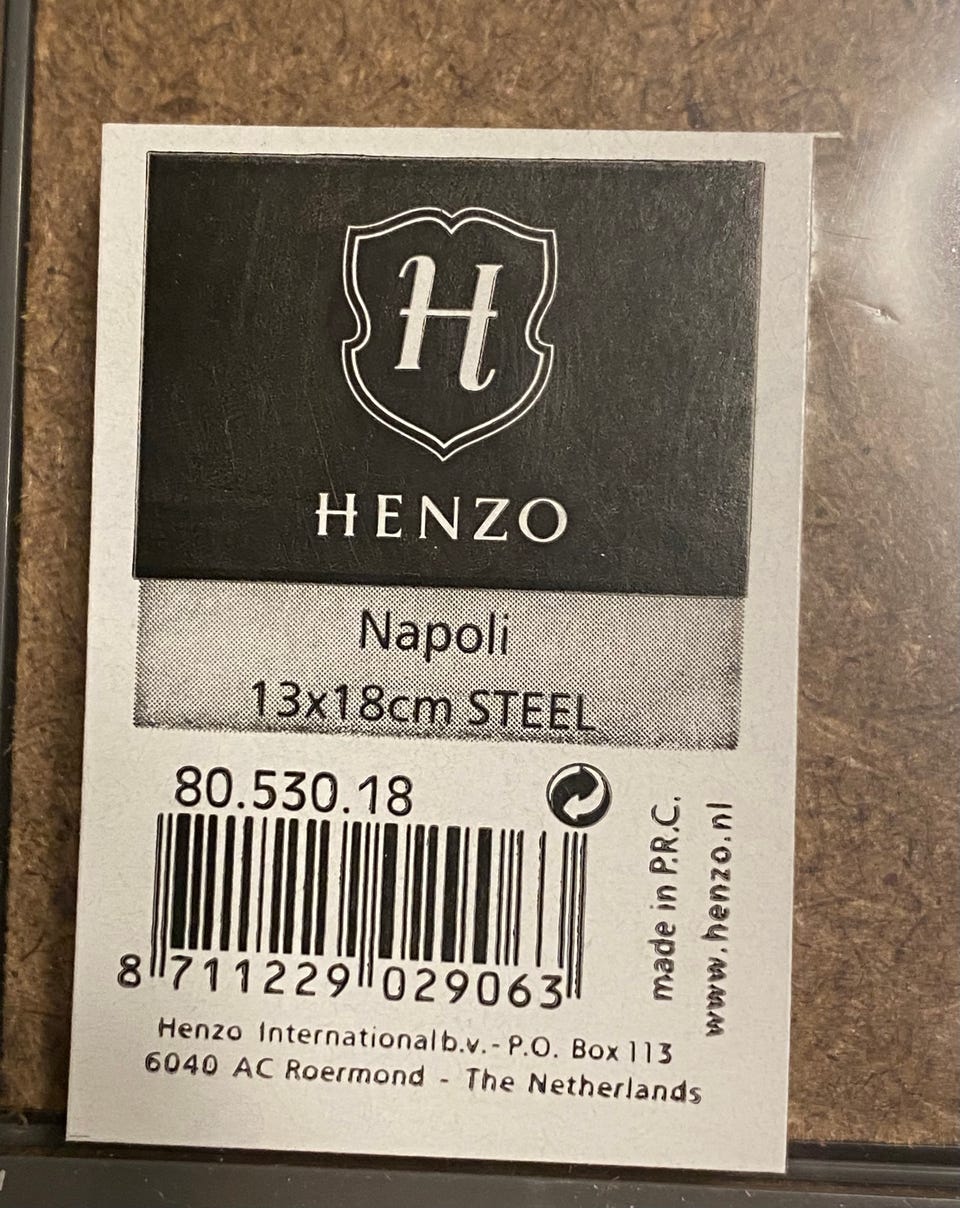 H
HENZO
Napoli
13x18cm STEEL
80.530.18
8 711229 029063
made in P.R.C.
www.henzo.nl
Henzo International b.v. - P.O. Box 113
6040 AC Roermond - The Netherlands